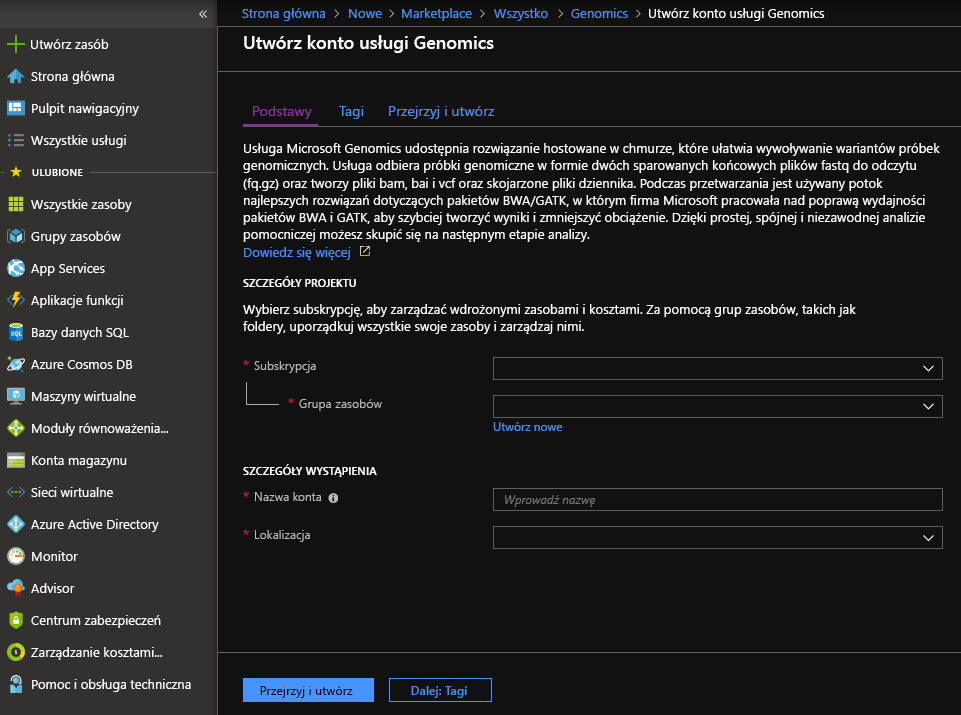 «
Utwórz zasób
Strona główna
Pulpit nawigacyjny
Wszystkie usługi
ULUBIONE
Wszystkie zasoby
Grupy zasobów
App Services
Aplikacje funkcji
Bazy danych SQL
Azure Cosmos DB
Maszyny wirtualne
Moduły równoważenia...
Konta magazynu
Sieci wirtualne
Azure Active Directory
Monitor
Advisor
Centrum zabezpieczeń
Zarządzanie kosztami...
Pomoc i obsługa techniczna
Strona główna > Nowe > Marketplace > Wszystko > Genomics > Utwórz konto usługi Genomics
Utwórz konto usługi Genomics
Podstawy Tagi Przejrzyj i utwórz
Usługa Microsoft Genomics udostępnia rozwiązanie hostowane w chmurze, które ułatwia wywoływanie wariantów próbek
genomicznych. Usługa odbiera próbki genomiczne w formie dwóch sparowanych końcowych plików fastq do odczytu
(fq.gz) oraz tworzy pliki bam, bai i vcf oraz skojarzone pliki dziennika. Podczas przetwarzania jest używany potok
najlepszych rozwiązań dotyczących pakietów BWA/GATK, w którym firma Microsoft pracowała nad poprawą wydajności
pakietów BWA i GATK, aby szybciej tworzyć wyniki i zmniejszyć obciążenie. Dzięki prostej, spójnej i niezawodnej analizie
pomocniczej możesz skupić się na następnym etapie analizy.
Dowiedz się więcej
SZCZEGÓŁY PROJEKTU
Wybierz subskrypcję, aby zarządzać wdrożonymi zasobami i kosztami. Za pomocą grup zasobów, takich jak
foldery, uporządkuj wszystkie swoje zasoby i zarządzaj nimi.
* Subskrypcja
* Grupa zasobów
Utwórz nowe
SZCZEGÓŁY WYSTĄPIENIA
* Nazwa konta
Wprowadź nazwę
* Lokalizacja
Przejrzyj i utwórz
Dalej: Tagi